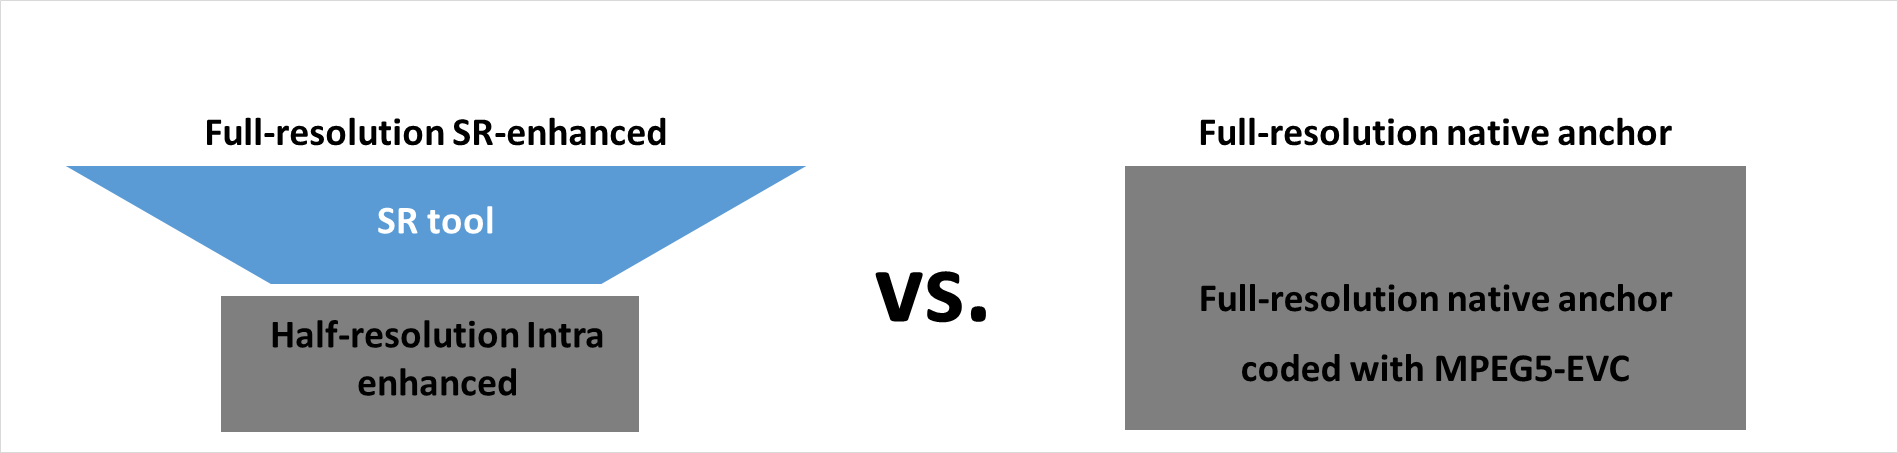 Full-resolution SR-enhanced
SR tool
Half-resolution Intra
enhanced
vs.
Full-resolution native anchor
Full-resolution native anchor
coded with MPEG5-EVC